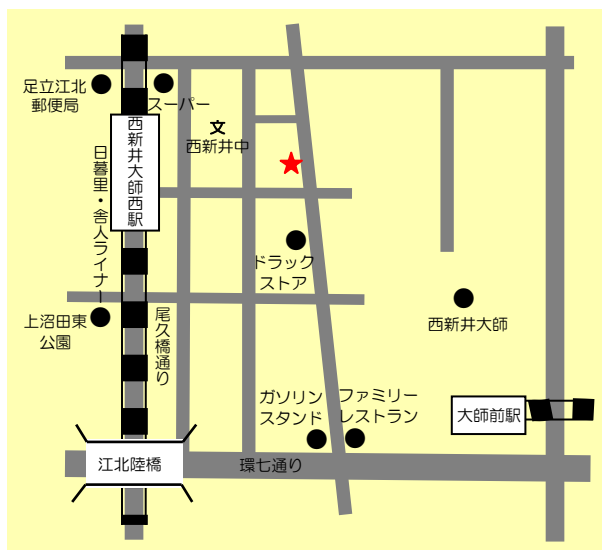 足立江北
郵便局
スーパー
文
西新井中
西新井大師西駅
日暮里・舎人ライナー
ドラック
ストア
上沼田東
公園
尾久橋通り
西新井大師
ガソリン
スタンド
ファミリー
レストラン
大師前駅
江北陸橋
環七通り